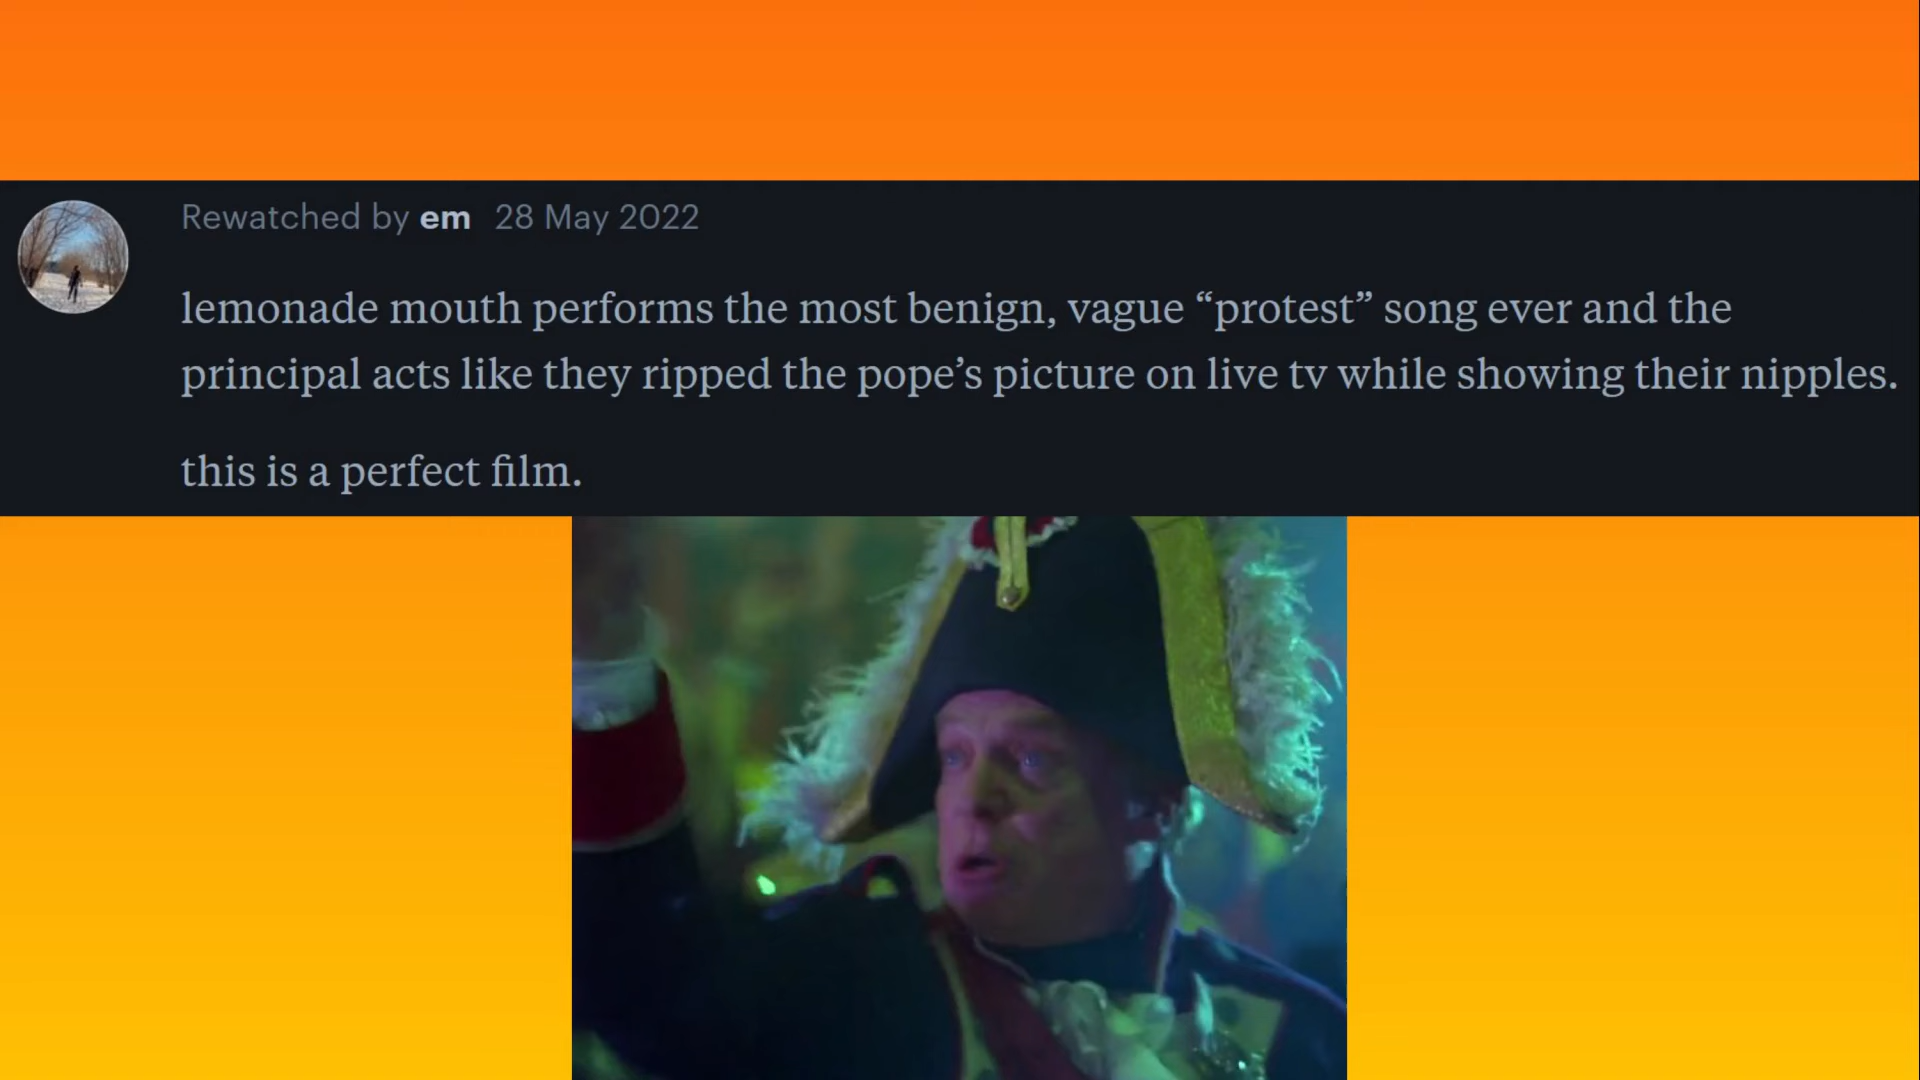 Rewatched by em 28 May 2022
lemonade mouth performs the most benign, vague “protest” song ever and the
principal acts like they ripped the pope’s picture on live tv while showing their nipples.
this is a perfect film.